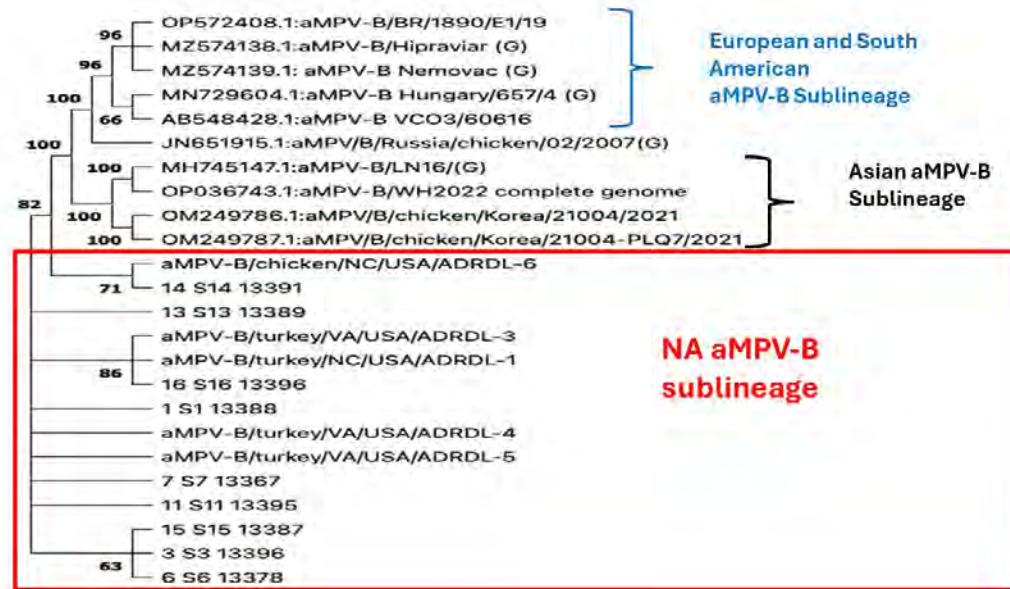 OP572408.1:aMPV-B/BR/1890/E1/19
96
MZ574138.1:aMPV-B/Hipraviar (G)
MZ574139.1: aMPV-B Nemovac (G)
96
MN729604.1:aMPV-B Hungary/657/4 (G)
100
AB548428.1:aMPV-B VCO3/60616
66
European and South
American
aMPV-B Sublineage
JN651915.1:aMPV/B/Russia/chicken/02/2007(G)
100
MH745147.1:aMPV-B/LN16/(G)
OP036743.1:aMPV-B/WH2022 complete genome
82
OM249786.1:aMPV/B/chicken/Korea/21004/2021
100
OM249787.1:aMPV/B/chicken/Korea/21004-PLQ7/2021
100
Asian aMPV-B
Sublineage
aMPV-B/chicken/NC/USA/ADRDL-6
14 S14 13391
71
13 S13 13389
aMPV-B/turkey/VA/USA/ADRDL-3
aMPV-B/turkey/NC/USA/ADRDL-1
86
16 S16 13396
1 S1 13388
aMPV-B/turkey/VA/USA/ADRDL-4
aMPV-B/turkey/VA/USA/ADRDL-5
7 S7 13367
11 S11 13395
15 S15 13387
3 S3 13396
63
6 S6 13378
NA aMPV-B
sublineage